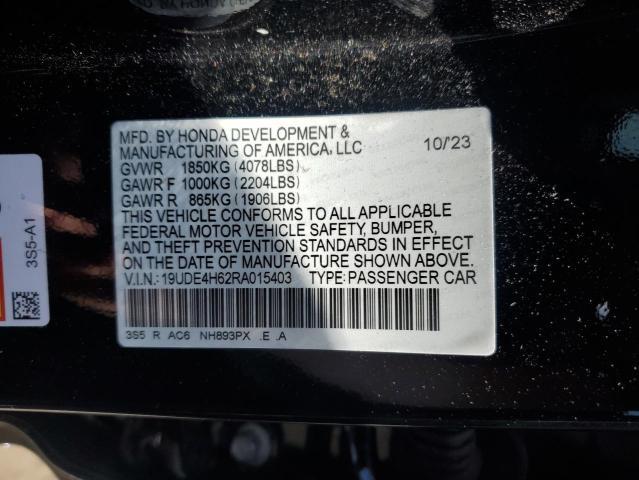 MFD. BY HONDA DEVELOPMENT &
MANUFACTURING OF AMERICA, LLC 10/23
GVWR 1850KG (4078LBS)
GAWR F 1000KG (2204LBS)
GAWR R 865KG (1906LBS)
THIS VEHICLE CONFORMS TO ALL APPLICABLE
FEDERAL MOTOR VEHICLE SAFETY, BUMPER,
AND THEFT PREVENTION STANDARDS IN EFFECT
ON THE DATE OF MANUFACTURE SHOWN ABOVE.
V.I.N.: 19UDE4H62RA015403 TYPE: PASSENGER CAR
3S5 R AC6 NH893PX .E .A
3S5-A1